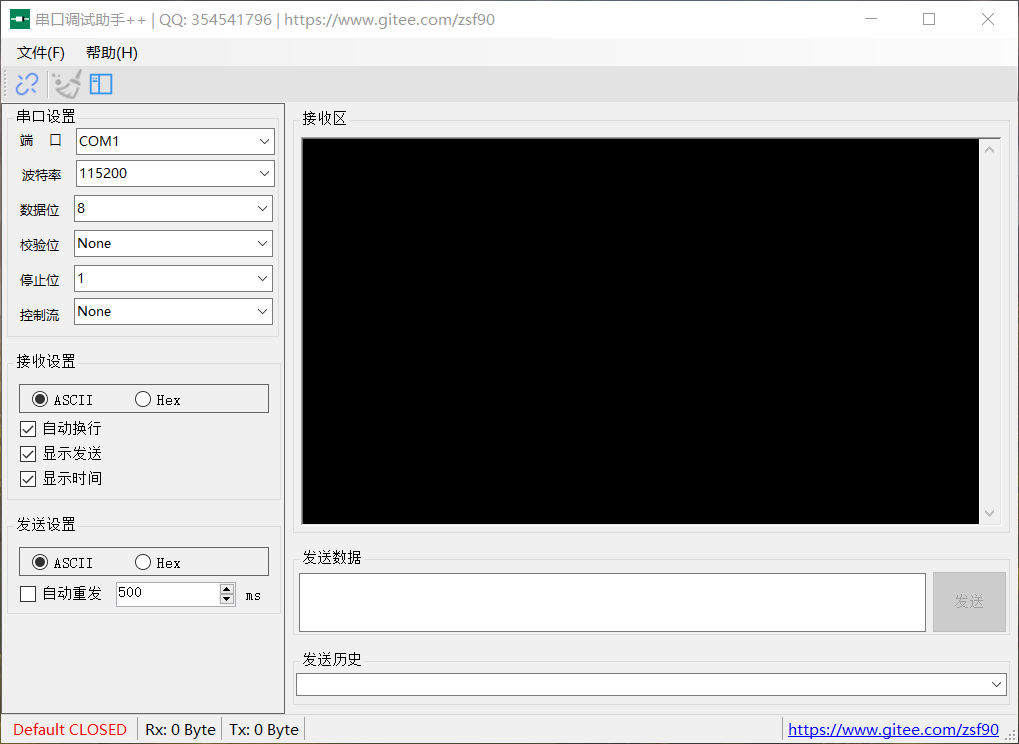 串口调试助手++ | QQ: 354541796 | https://www.gitee.com/zsf90
文件(F) 帮助(H)
串口设置
端 口 COM1
波特率 115200
数据位 8
校验位 None
停止位 1
控制流 None
接收设置
ASCII Hex
自动换行
显示发送
显示时间
发送设置
ASCII Hex
自动重发 500 ms
接收区
发送数据
发送
发送历史
Default CLOSED Rx: 0 Byte Tx: 0 Byte https://www.gitee.com/zsf90